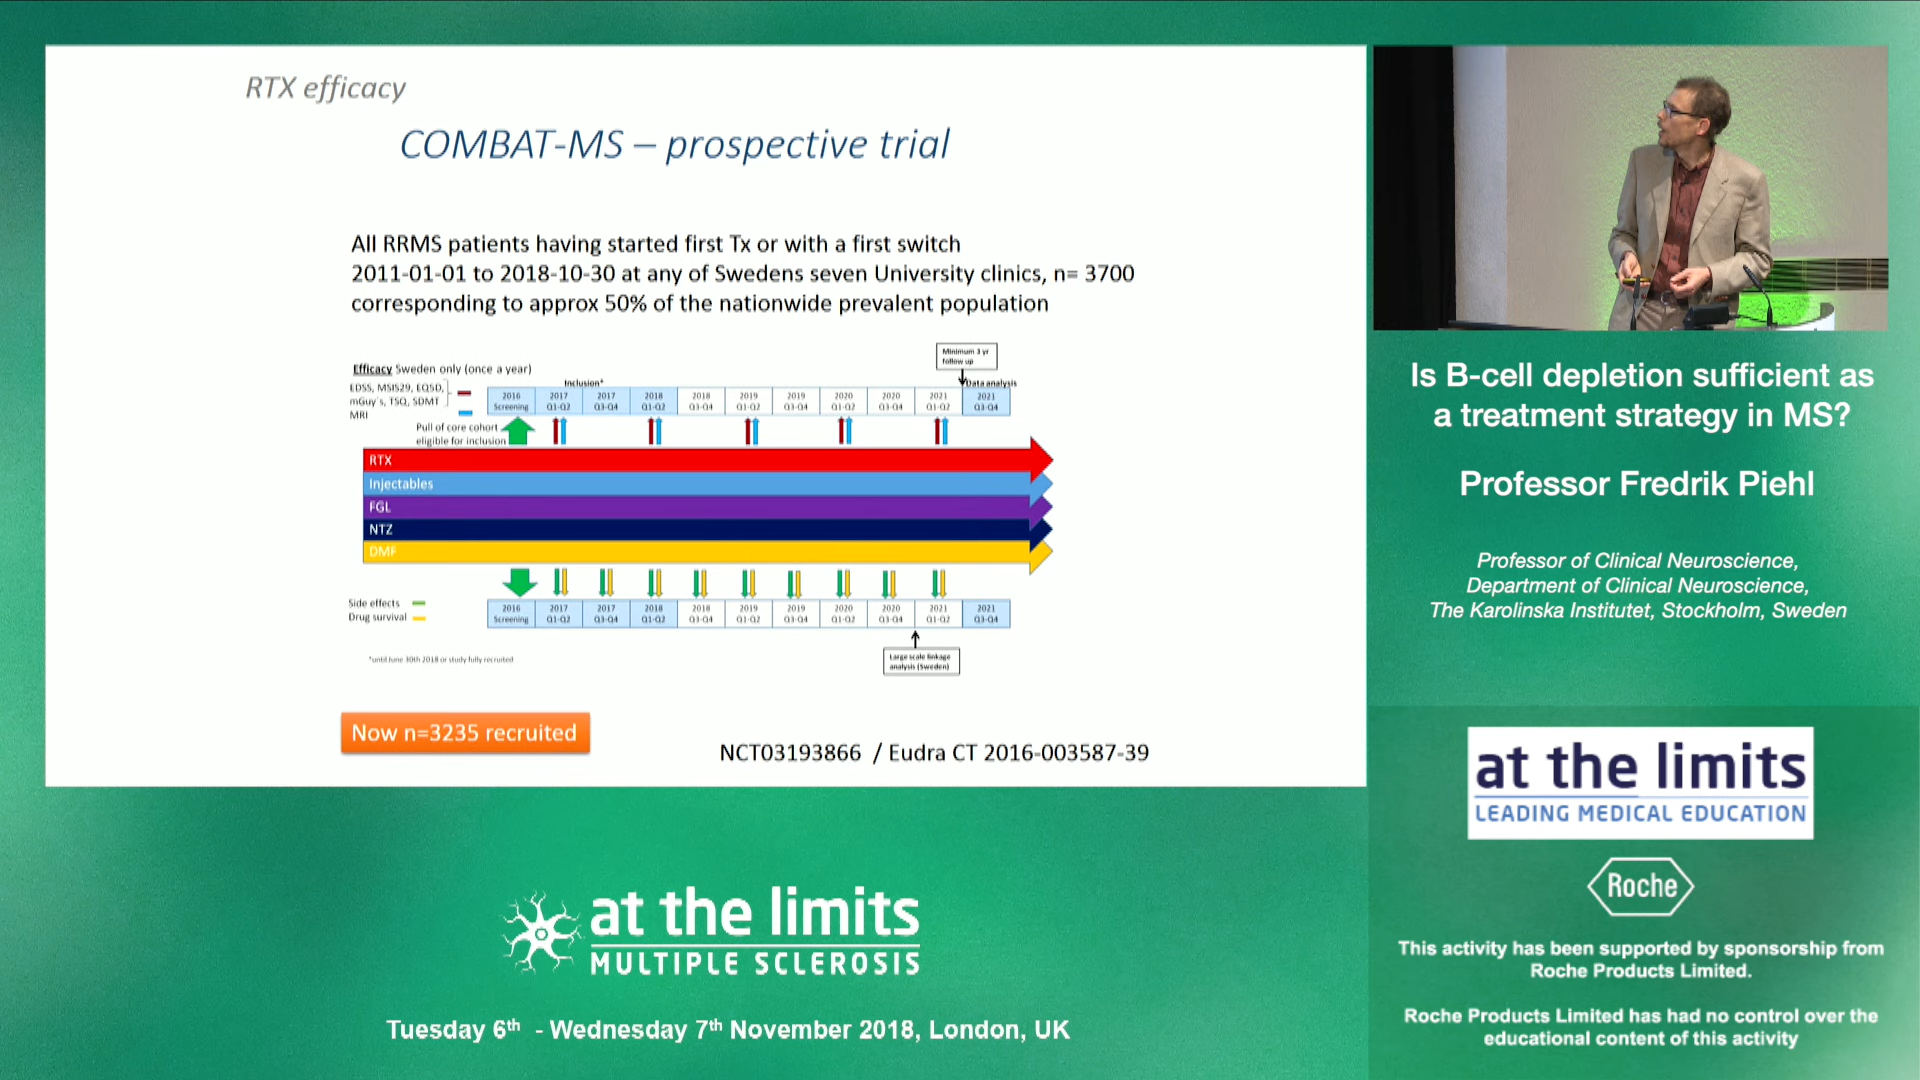 RTX efficacy
COMBAT-MS – prospective trial
All RRMS patients having started first Tx or with a first switch
2011-01-01 to 2018-10-30 at any of Swedens seven University clinics, n= 3700
corresponding to approx 50% of the nationwide prevalent population
Minimum 3 yr
follow up
Efficacy Sweden only (once a year)
Inclusion*
Data analysis
EDSS, MSIS29, EQ5D,
mGuy´s, TSQ, SDMT
MRI
2016 Screening
2017 Q1-Q2
2017 Q3-Q4
2018 Q1-Q2
2018 Q3-Q4
2019 Q1-Q2
2019 Q3-Q4
2020 Q1-Q2
2020 Q3-Q4
2021 Q1-Q2
2021 Q3-Q4
Pull of core cohort
eligible for inclusion
RTX
Injectables
FGL
NTZ
DMF
Side effects
Drug survival
2016 Screening
2017 Q1-Q2
2017 Q3-Q4
2018 Q1-Q2
2018 Q3-Q4
2019 Q1-Q2
2019 Q3-Q4
2020 Q1-Q2
2020 Q3-Q4
2021 Q1-Q2
2021 Q3-Q4
Large scale linkage
analysis (Sweden)
*until June 30th 2018 or study fully recruited
Now n=3235 recruited
NCT03193866 / Eudra CT 2016-003587-39
Is B-cell depletion sufficient as
a treatment strategy in MS?
Professor Fredrik Piehl
Professor of Clinical Neuroscience,
Department of Clinical Neuroscience,
The Karolinska Institutet, Stockholm, Sweden
at the limits
LEADING MEDICAL EDUCATION
Roche
This activity has been supported by sponsorship from
Roche Products Limited.
Roche Products Limited has had no control over the
educational content of this activity
at the limits
MULTIPLE SCLEROSIS
Tuesday 6th - Wednesday 7th November 2018, London, UK